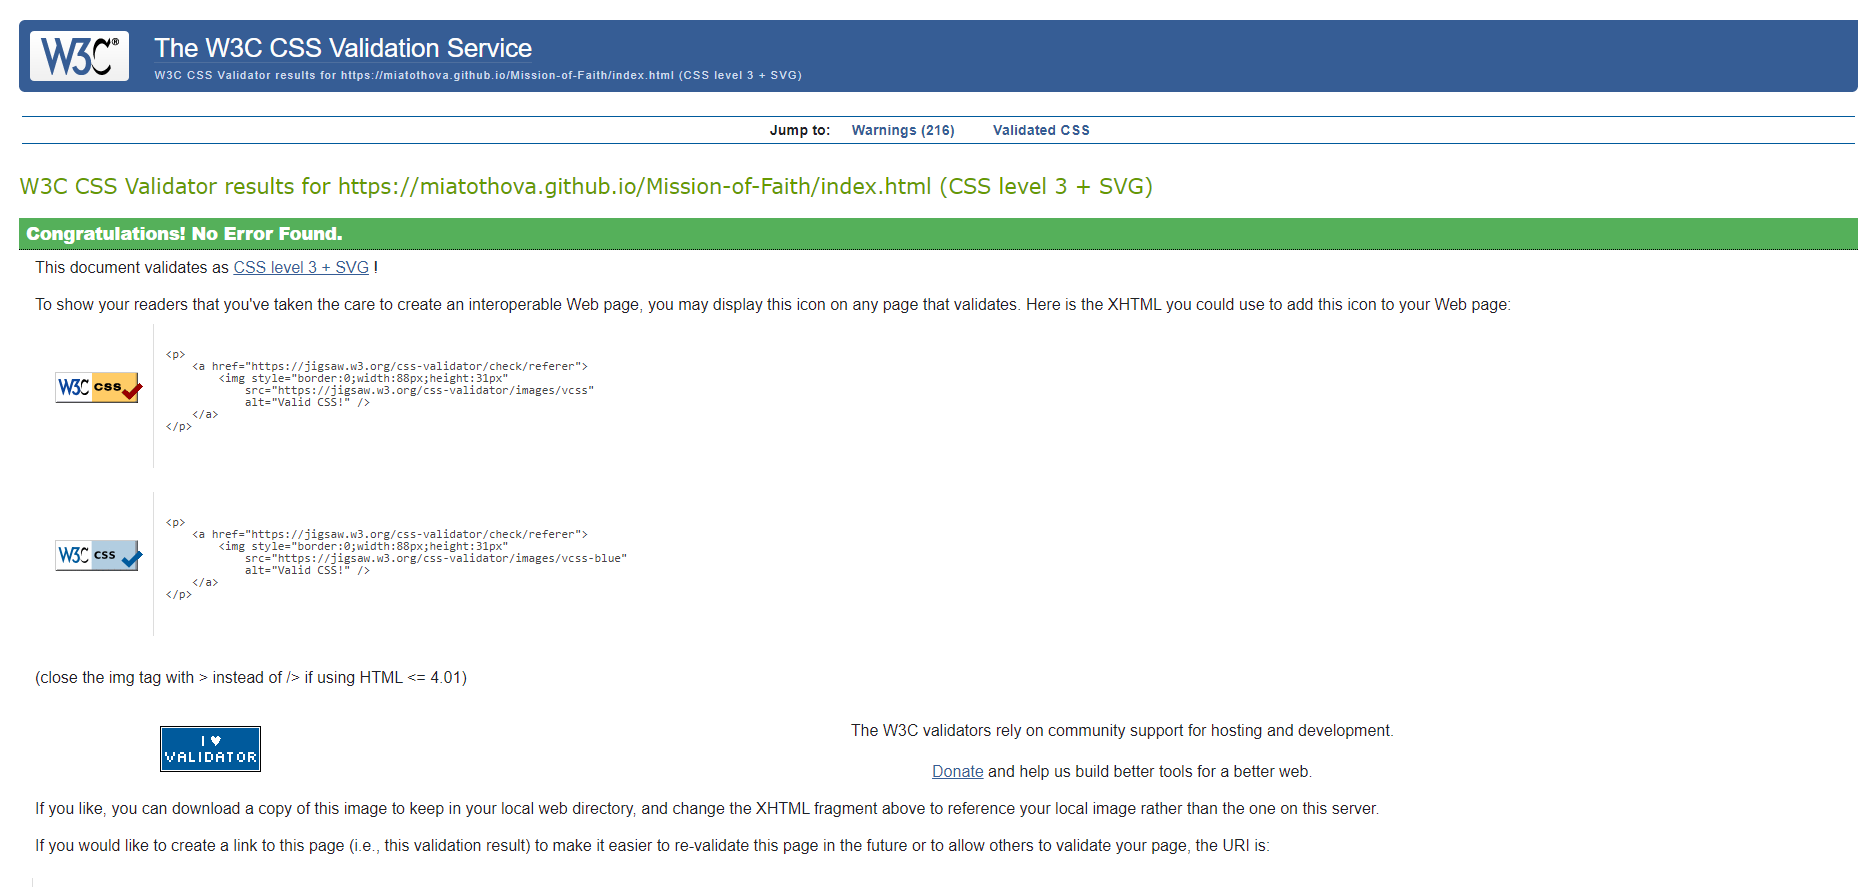 W3C®
The W3C CSS Validation Service
W3C CSS Validator results for https://miatothova.github.io/Mission-of-Faith/index.html (CSS level 3 + SVG)
Jump to: Warnings (216) Validated CSS
W3C CSS Validator results for https://miatothova.github.io/Mission-of-Faith/index.html (CSS level 3 + SVG)
Congratulations! No Error Found.
This document validates as CSS level 3 + SVG !
To show your readers that you've taken the care to create an interoperable Web page, you may display this icon on any page that validates. Here is the XHTML you could use to add this icon to your Web page:
W3C css
<p>
<a href="https://jigsaw.w3.org/css-validator/check/referer">
<img style="border:0;width:88px;height:31px"
src="https://jigsaw.w3.org/css-validator/images/vcss"
alt="Valid CSS!" />
</a>
</p>
W3C css
<p>
<a href="https://jigsaw.w3.org/css-validator/check/referer">
<img style="border:0;width:88px;height:31px"
src="https://jigsaw.w3.org/css-validator/images/vcss-blue"
alt="Valid CSS!" />
</a>
</p>
(close the img tag with > instead of /> if using HTML <= 4.01)
I ♥
VALIDATOR
The W3C validators rely on community support for hosting and development.
Donate and help us build better tools for a better web.
If you like, you can download a copy of this image to keep in your local web directory, and change the XHTML fragment above to reference your local image rather than the one on this server.
If you would like to create a link to this page (i.e., this validation result) to make it easier to re-validate this page in the future or to allow others to validate your page, the URI is: